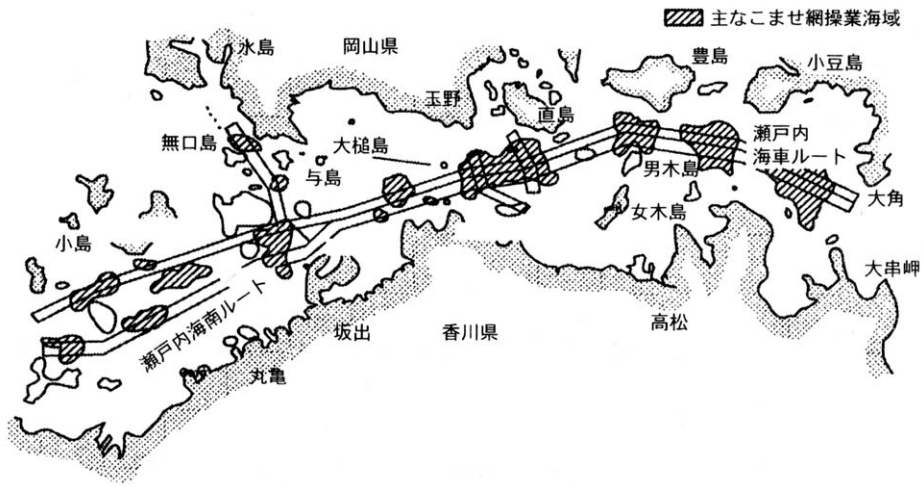 主なこませ網操業海域
水島
岡山県
豊島
小豆島
玉野
直島
無口島
大槌島
瀬戸内
海車ルート
与島
男木島
女木島
大角
小島
大串岬
瀬戸内海南ルート
坂出
香川県
高松
丸亀